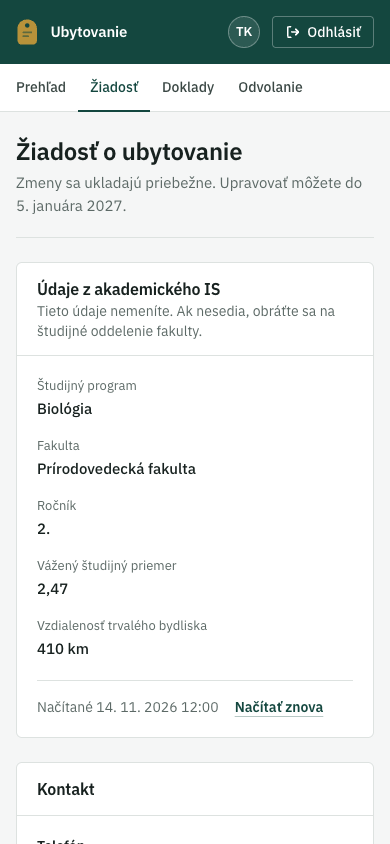 Ubytovanie
TK
Odhlásiť
Prehľad
Žiadosť
Doklady
Odvolanie
Žiadosť o ubytovanie
Zmeny sa ukladajú priebežne. Upravovať môžete do
5. januára 2027.
Údaje z akademického IS
Tieto údaje nemeníte. Ak nesedia, obráťte sa na
študijné oddelenie fakulty.
Študijný program
Biológia
Fakulta
Prírodovedecká fakulta
Ročník
2.
Vážený študijný priemer
2,47
Vzdialenosť trvalého bydliska
410 km
Načítané 14. 11. 2026 12:00
Načítať znova
Kontakt
Telefón